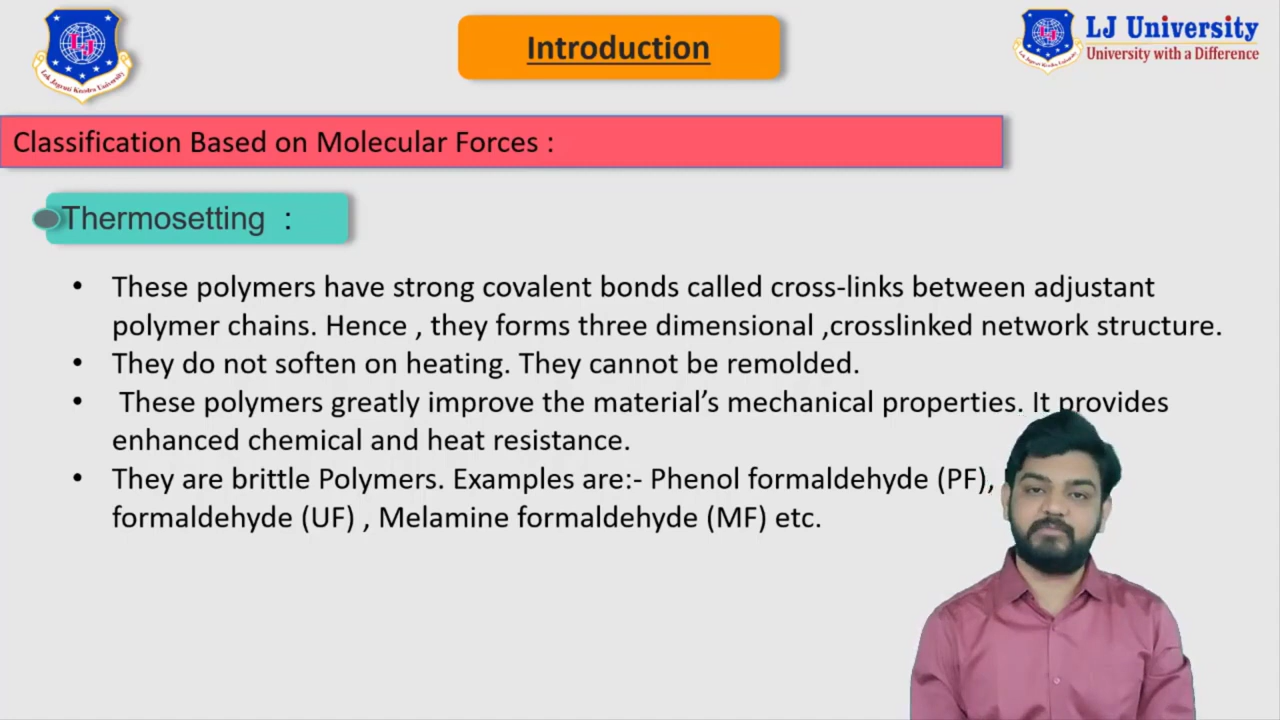 Introduction
LJ University
University with a Difference
Classification Based on Molecular Forces :
Thermosetting :
• These polymers have strong covalent bonds called cross-links between adjustant
polymer chains. Hence , they forms three dimensional ,crosslinked network structure.
• They do not soften on heating. They cannot be remolded.
• These polymers greatly improve the material’s mechanical properties. It provides
enhanced chemical and heat resistance.
• They are brittle Polymers. Examples are:- Phenol formaldehyde (PF),
formaldehyde (UF) , Melamine formaldehyde (MF) etc.